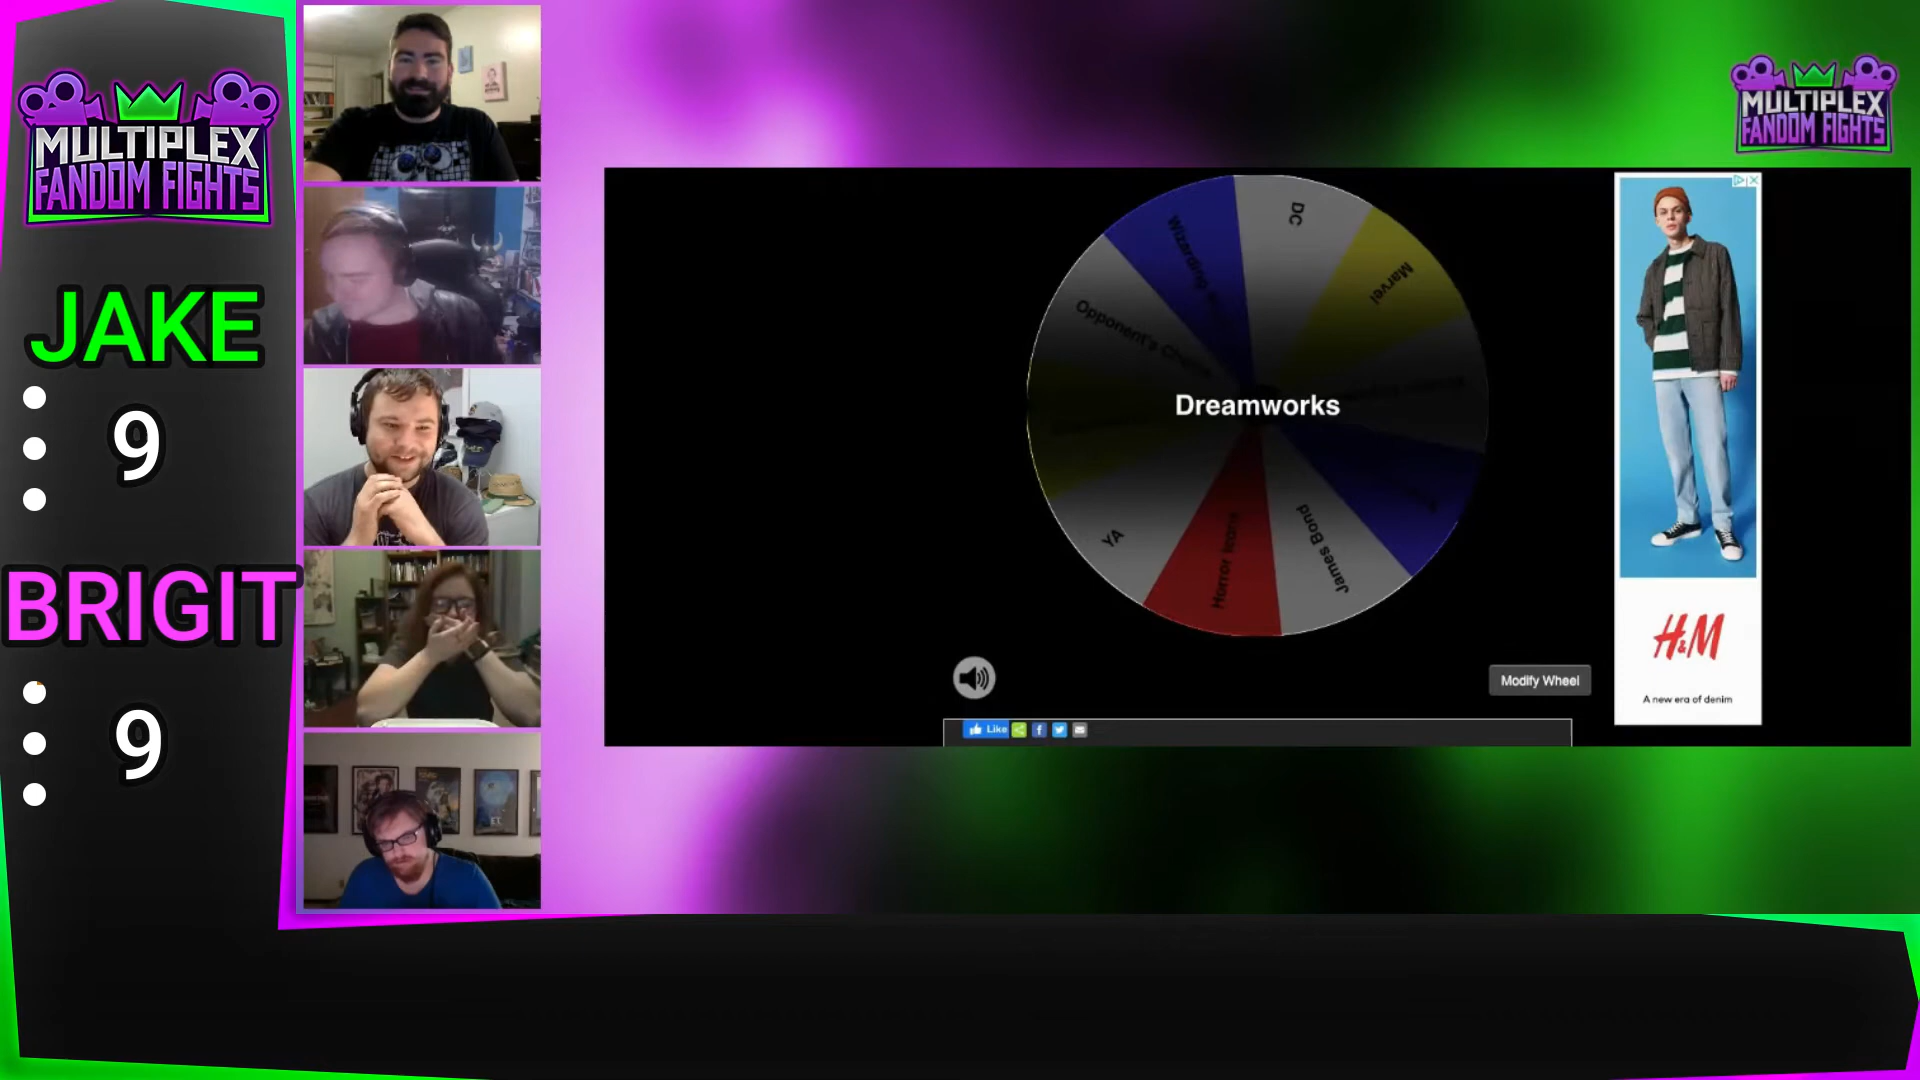 MULTIPLEX
FANDOM FIGHTS
JAKE
9
BRIGIT
9
MULTIPLEX
FANDOM FIGHTS
DC
Marvel
Wizarding
Opponent's
Dreamworks
YA
Horror Icons
James Bond
Modify Wheel
Like
H&M
A new era of denim